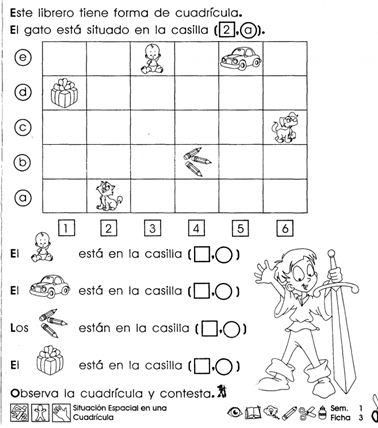 Este librero tiene forma de cuadrícula.
El gato está situado en la casilla (2,a).
e
d
c
b
a
1 2 3 4 5 6
El está en la casilla ( , )
El está en la casilla ( , )
Los están en la casilla ( , )
El está en la casilla ( , )
Observa la cuadrícula y contesta.
Situación Espacial en una
Cuadrícula
Sem. 1
Ficha 3